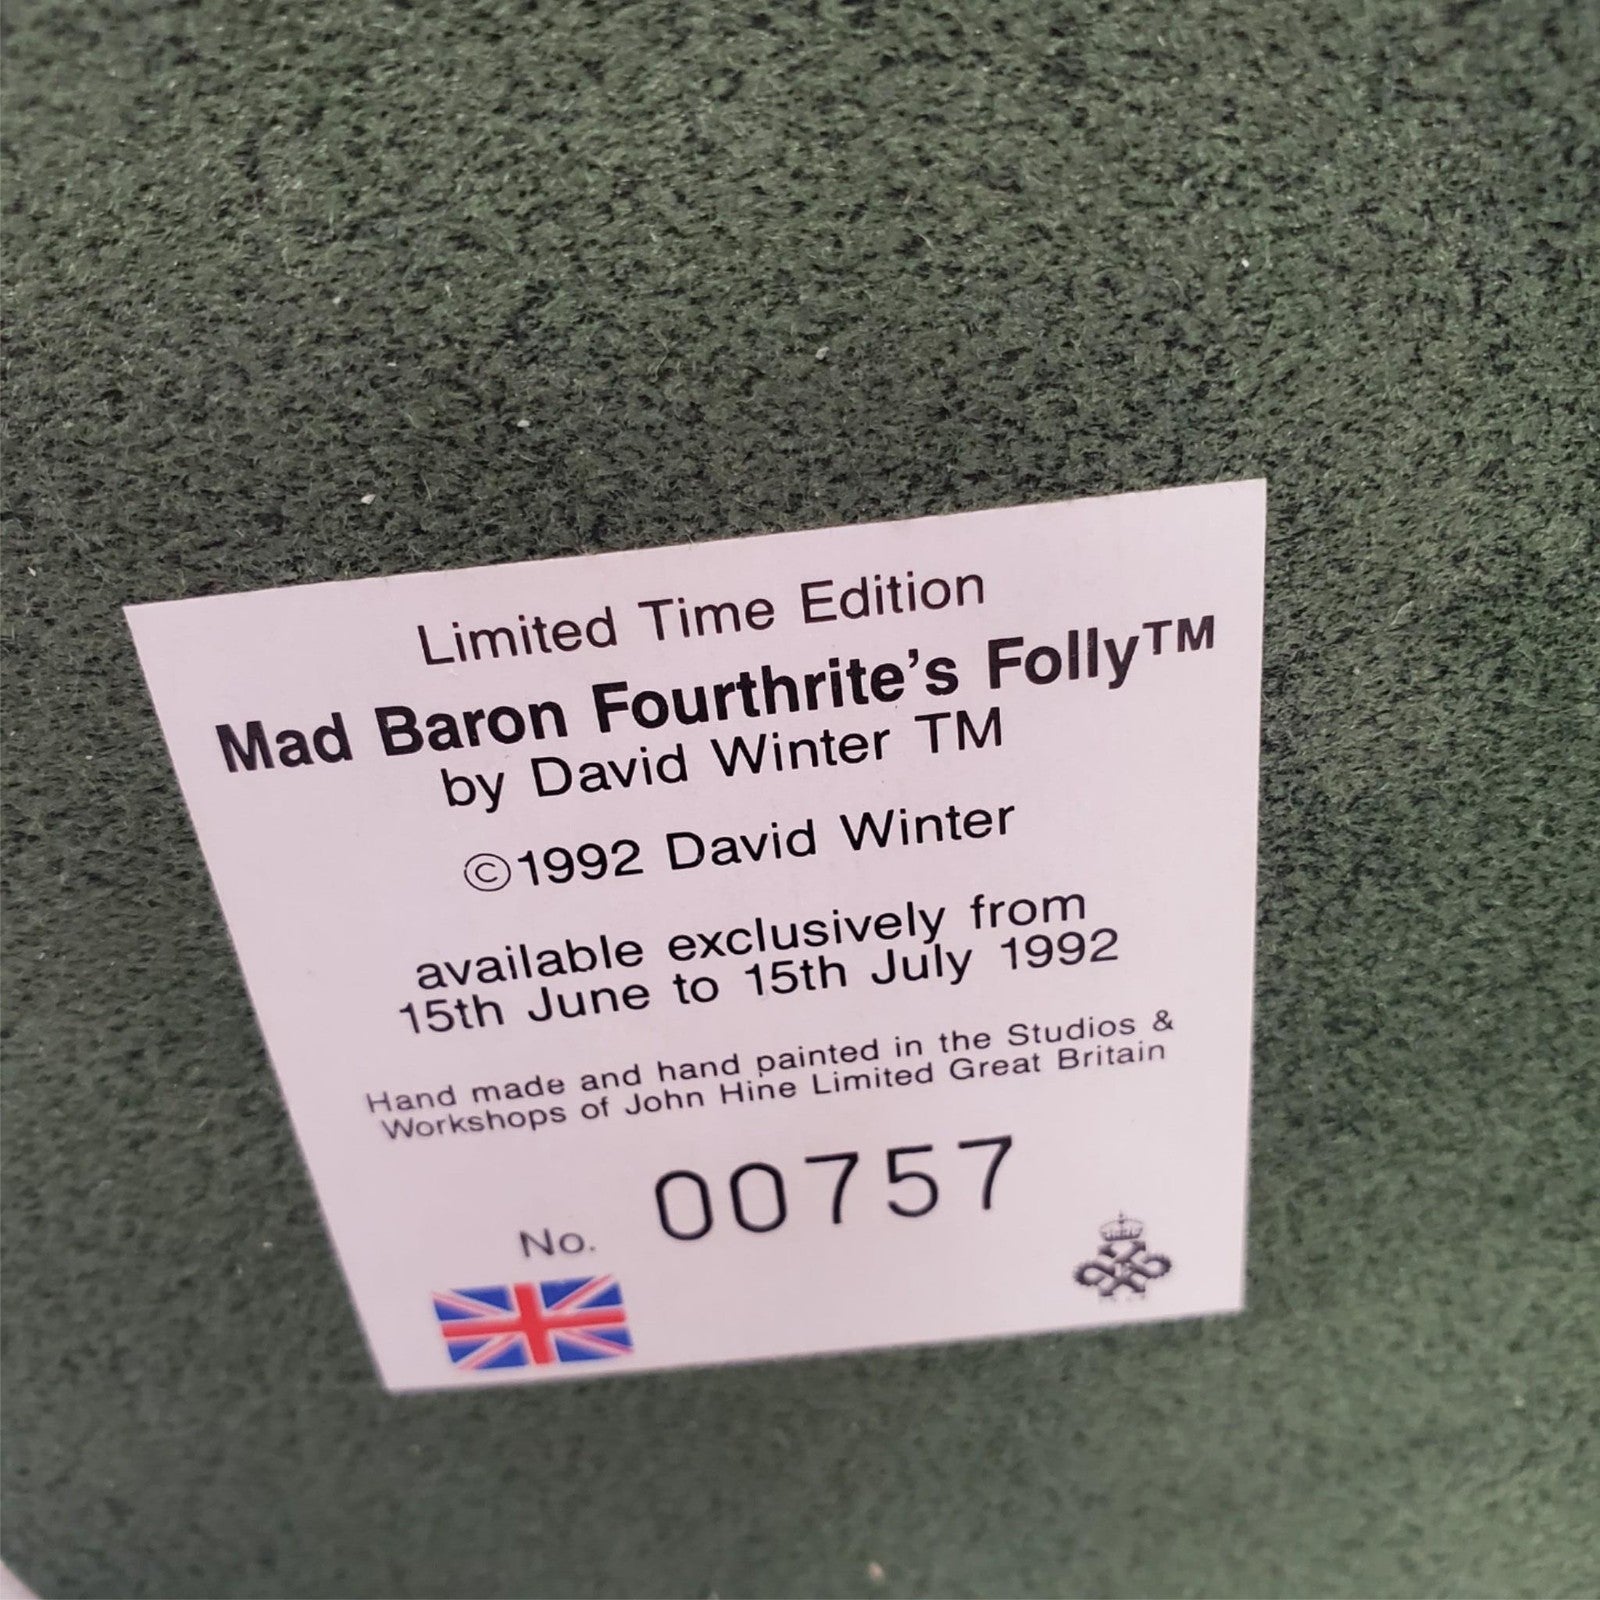 Limited Time Edition
Mad Baron Fourthrite's Folly™
by David Winter TM
©1992 David Winter
available exclusively from
15th June to 15th July 1992
Hand made and hand painted in the Studios &
Workshops of John Hine Limited Great Britain
No. 00757